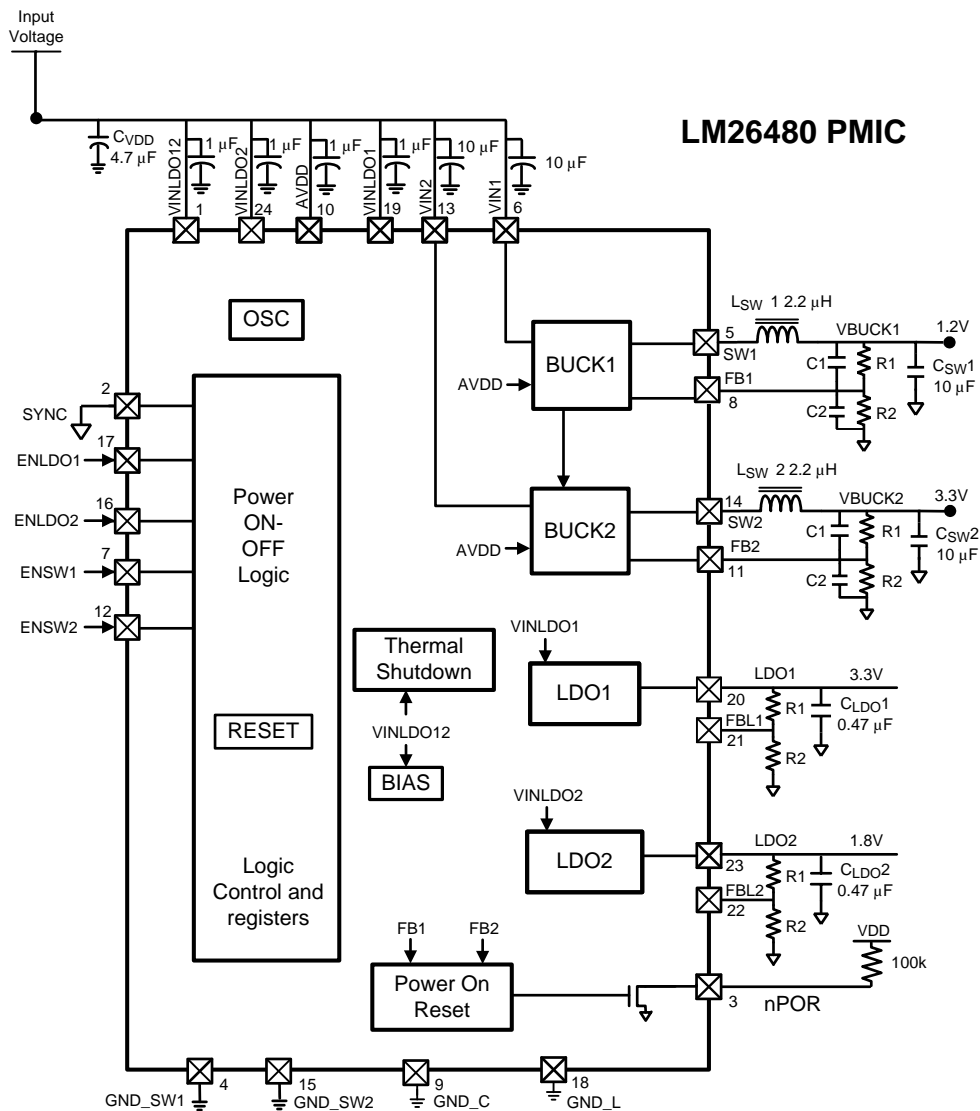 Input
Voltage
LM26480 PMIC
CVDD
4.7 µF
1 µF
1 µF
1 µF
1 µF
10 µF
10 µF
VINLDO12
VINLDO2
AVDD
VINLDO1
VIN2
VIN1
1
24
10
19
13
6
OSC
LSW 1 2.2 µH
VBUCK1
1.2V
5
SW1
BUCK1
C1
R1
CSW1
10 µF
AVDD
FB1
8
C2
R2
2
SYNC
17
ENLDO1
16
ENLDO2
7
ENSW1
12
ENSW2
Power
ON-
OFF
Logic
LSW 2 2.2 µH
VBUCK2
3.3V
14
SW2
BUCK2
C1
R1
CSW2
10 µF
AVDD
FB2
11
C2
R2
Thermal
Shutdown
VINLDO12
BIAS
RESET
VINLDO1
LDO1
LDO1
3.3V
20
R1
CLDO1
0.47 µF
FBL1
21
R2
VINLDO2
LDO2
LDO2
1.8V
23
R1
CLDO2
0.47 µF
FBL2
22
R2
Logic
Control and
registers
FB1
FB2
Power On
Reset
VDD
100k
3
nPOR
GND_SW1
4
15
GND_SW2
9
GND_C
18
GND_L